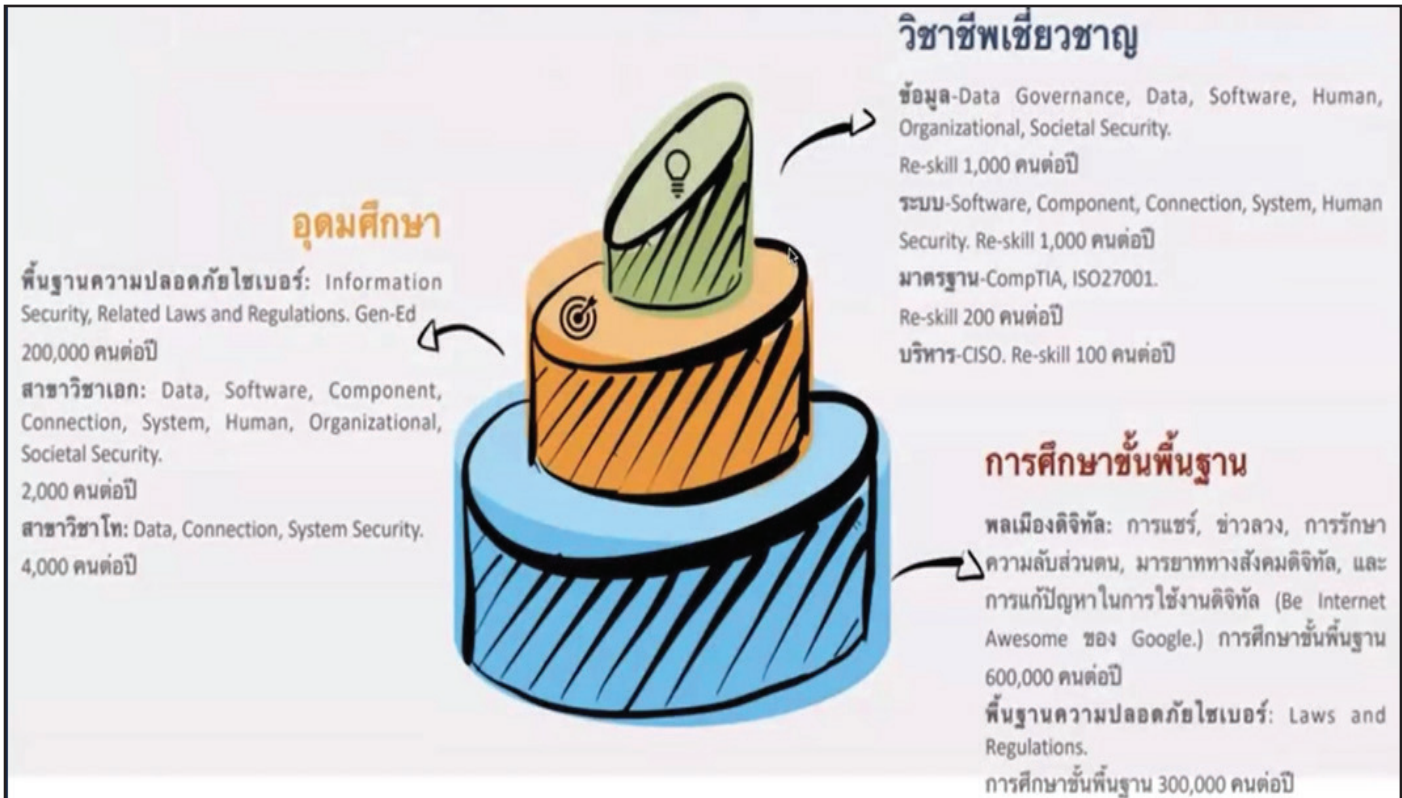 วิชาชีพเชี่ยวชาญ
ข้อมูล-Data Governance, Data, Software, Human,
Organizational, Societal Security.
Re-skill 1,000 คนต่อปี
ระบบ-Software, Component, Connection, System, Human
Security. Re-skill 1,000 คนต่อปี
มาตรฐาน-CompTIA, ISO27001.
Re-skill 200 คนต่อปี
บริหาร-CISO. Re-skill 100 คนต่อปี
อุดมศึกษา
พื้นฐานความปลอดภัยไซเบอร์: Information
Security, Related Laws and Regulations. Gen-Ed
200,000 คนต่อปี
สาขาวิชาเอก: Data, Software, Component,
Connection, System, Human, Organizational,
Societal Security.
2,000 คนต่อปี
สาขาวิชาโท: Data, Connection, System Security.
4,000 คนต่อปี
การศึกษาขั้นพื้นฐาน
พลเมืองดิจิทัล: การแชร์, ข่าวลวง, การรักษา
ความลับส่วนตน, มารยาททางสังคมดิจิทัล, และ
การแก้ปัญหาในการใช้งานดิจิทัล (Be Internet
Awesome ของ Google.) การศึกษาขั้นพื้นฐาน
600,000 คนต่อปี
พื้นฐานความปลอดภัยไซเบอร์: Laws and
Regulations.
การศึกษาขั้นพื้นฐาน 300,000 คนต่อปี